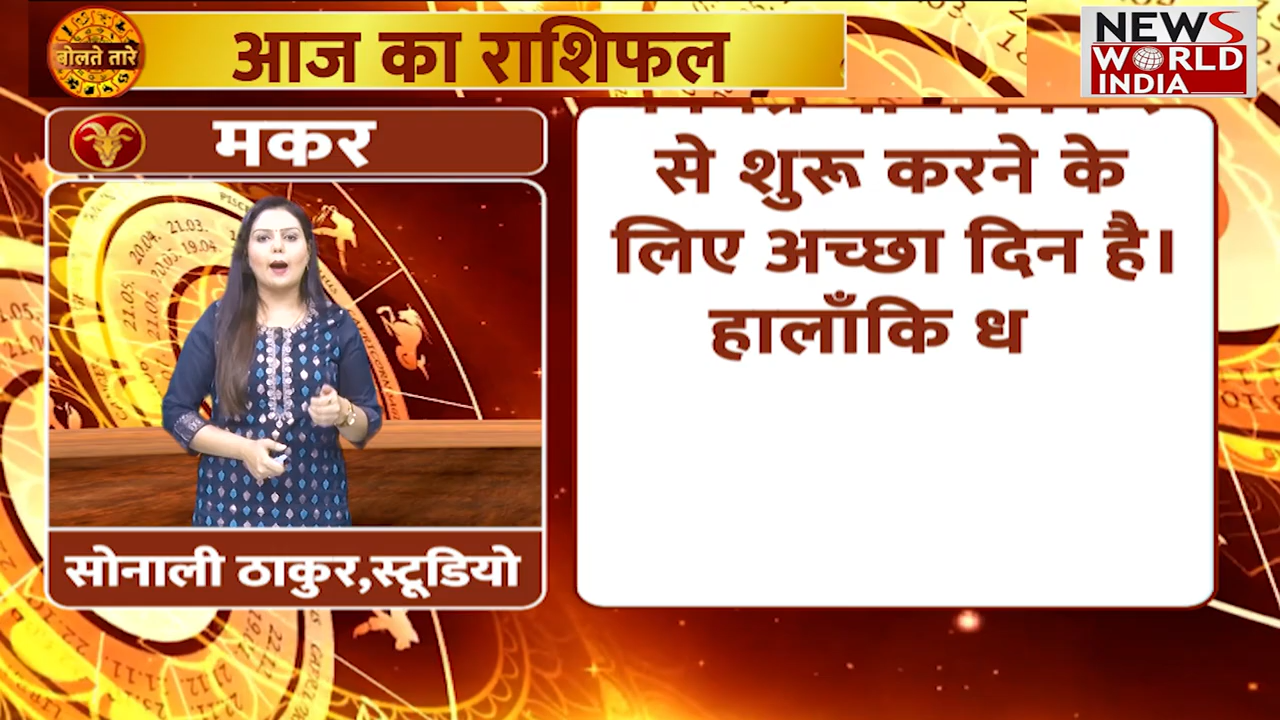 बोलते तारे
आज का राशिफल
NEWS
WORLD
INDIA
मकर
से शुरू करने के
लिए अच्छा दिन है।
हालाँकि ध
सोनाली ठाकुर,स्टूडियो